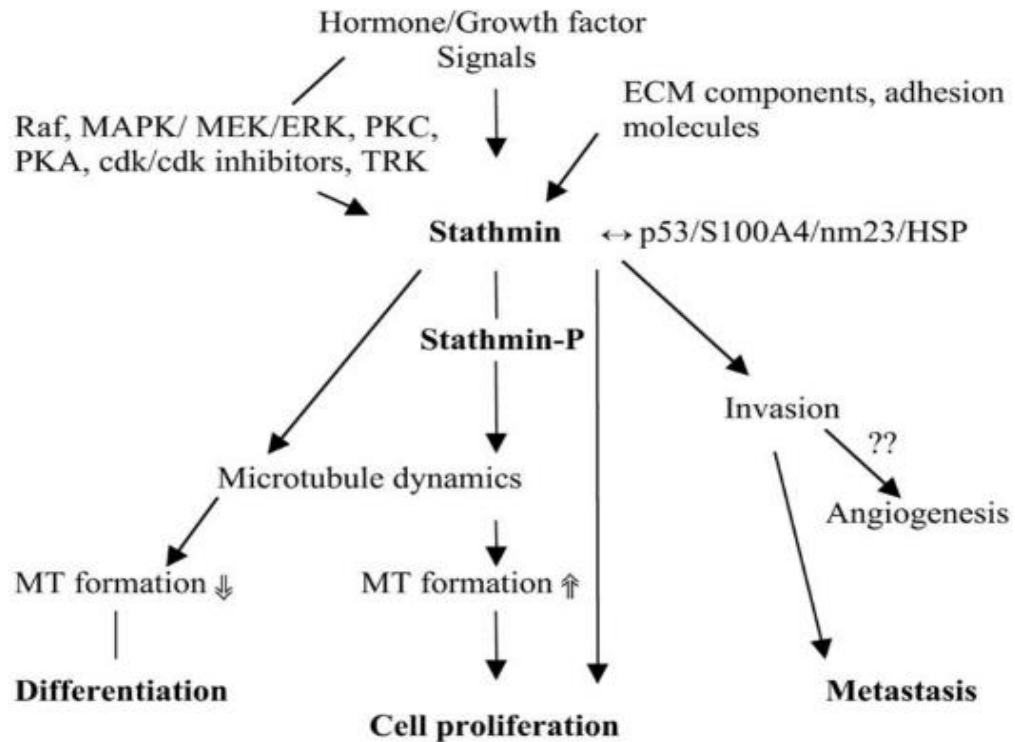 Hormone/Growth factor
Signals
ECM components, adhesion
molecules
Raf, MAPK/ MEK/ERK, PKC,
PKA, cdk/cdk inhibitors, TRK
Stathmin ↔ p53/S100A4/nm23/HSP
Stathmin-P
Invasion
??
Microtubule dynamics
Angiogenesis
MT formation ⇓ MT formation ⇑
Differentiation
Metastasis
Cell proliferation